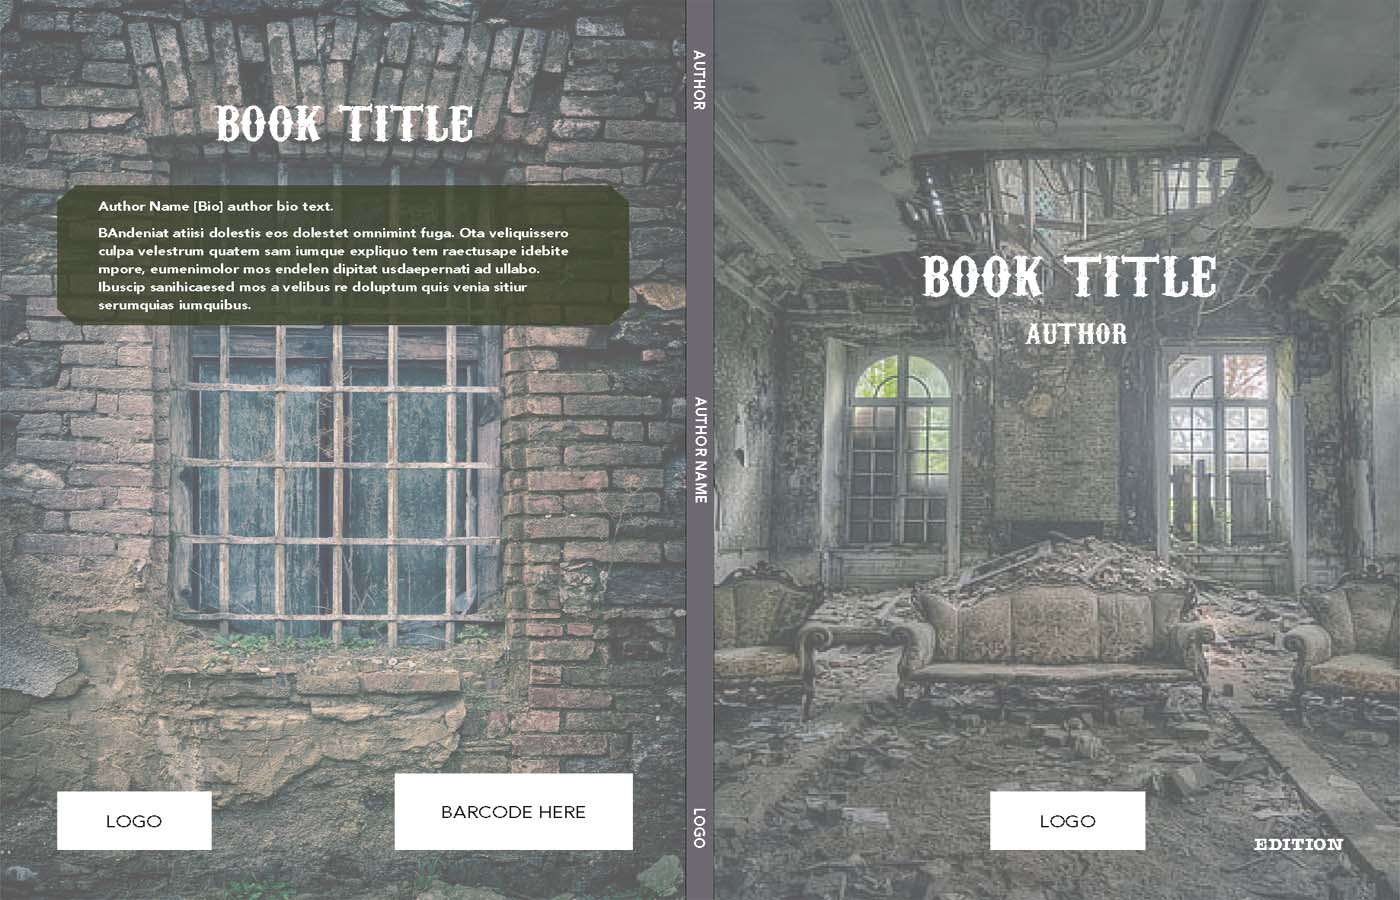 BOOK TITLE
Author Name [Bio] author bio text.
BAndeniat atiisi dolestis eos dolestet omnimint fuga. Ota veliquissero
culpa velestrum quatem sam iumque expliquo tem raectusape idebite
mpore, eumenimolor mos endelen dipitat usdaepernati ad ullabo.
Ibuscip sanihicaesed mos a velibus re doluptum quis venia sitiur
serumquias iumquibus.
LOGO
BARCODE HERE
AUTHOR
AUTHOR NAME
LOGO
BOOK TITLE
AUTHOR
LOGO
EDITION